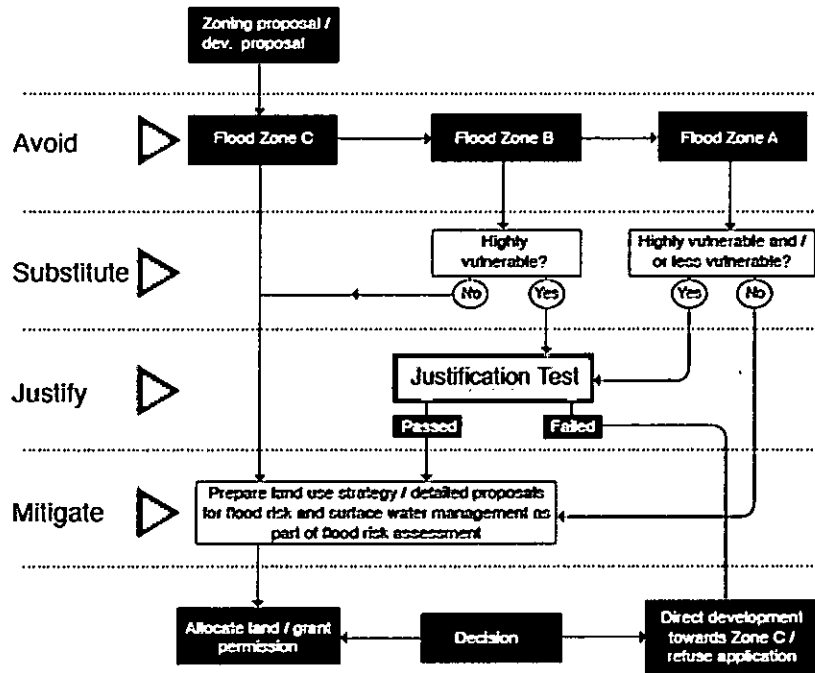 Zoning proposal /
dev. proposal
Avoid
Flood Zone C
Flood Zone B
Flood Zone A
Substitute
Highly
vulnerable?
Highly vulnerable and /
or less vulnerable?
No
Yes
Yes
No
Justify
Justification Test
Passed
Failed
Mitigate
Prepare land use strategy / detailed proposals
for flood risk and surface water management as
part of flood risk assessment
Allocate land / grant
permission
Decision
Direct development
towards Zone C /
refuse application